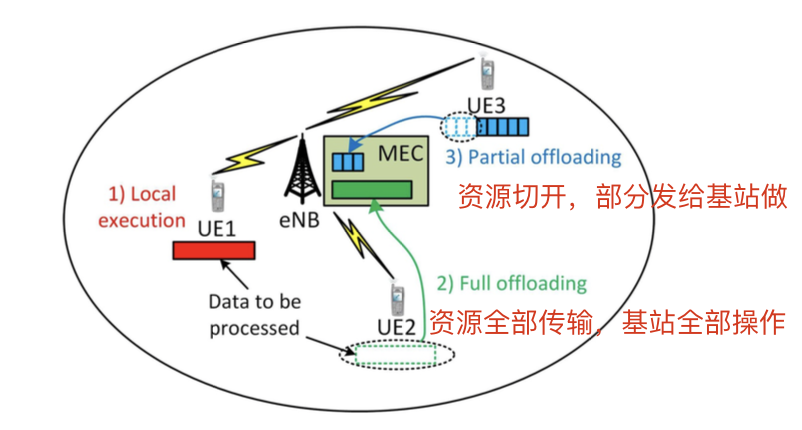 UE3
MEC
3) Partial offloading
资源切开，部分发给基站做
1) Local
execution
UE1
eNB
2) Full offloading
Data to be
processed
UE2
资源全部传输，基站全部操作